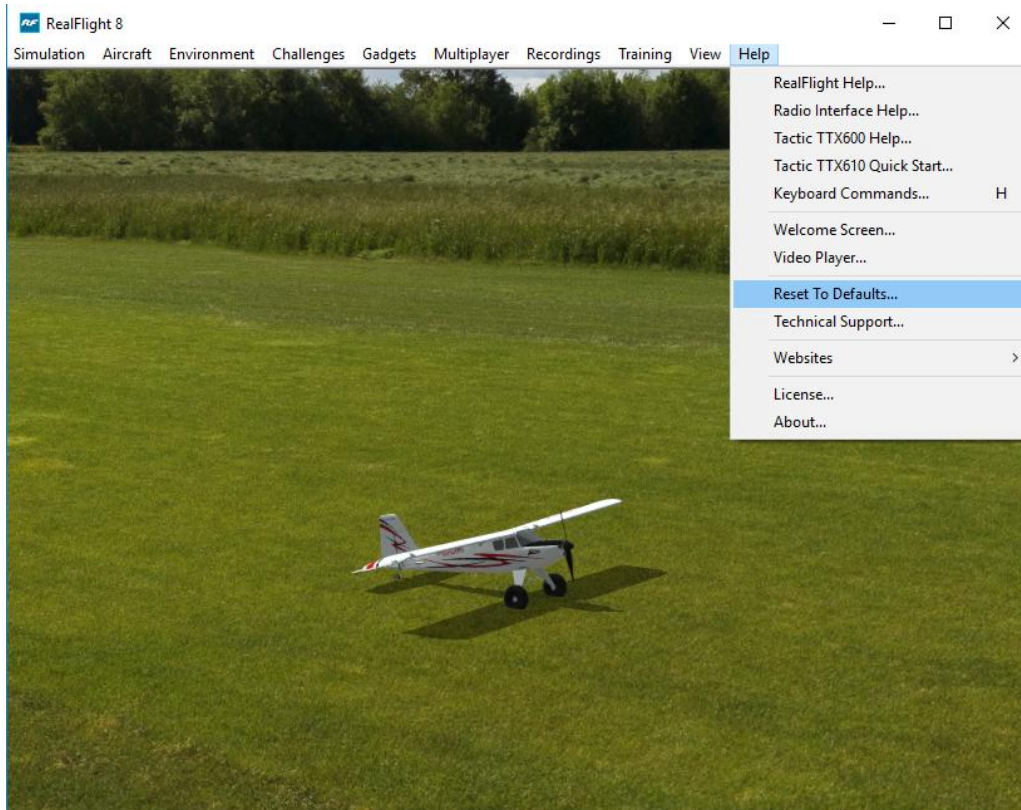 RF RealFlight 8
Simulation Aircraft Environment Challenges Gadgets Multiplayer Recordings Training View Help
RealFlight Help...
Radio Interface Help...
Tactic TTX600 Help...
Tactic TTX610 Quick Start...
Keyboard Commands... H
Welcome Screen...
Video Player...
Reset To Defaults...
Technical Support...
Websites
License...
About...